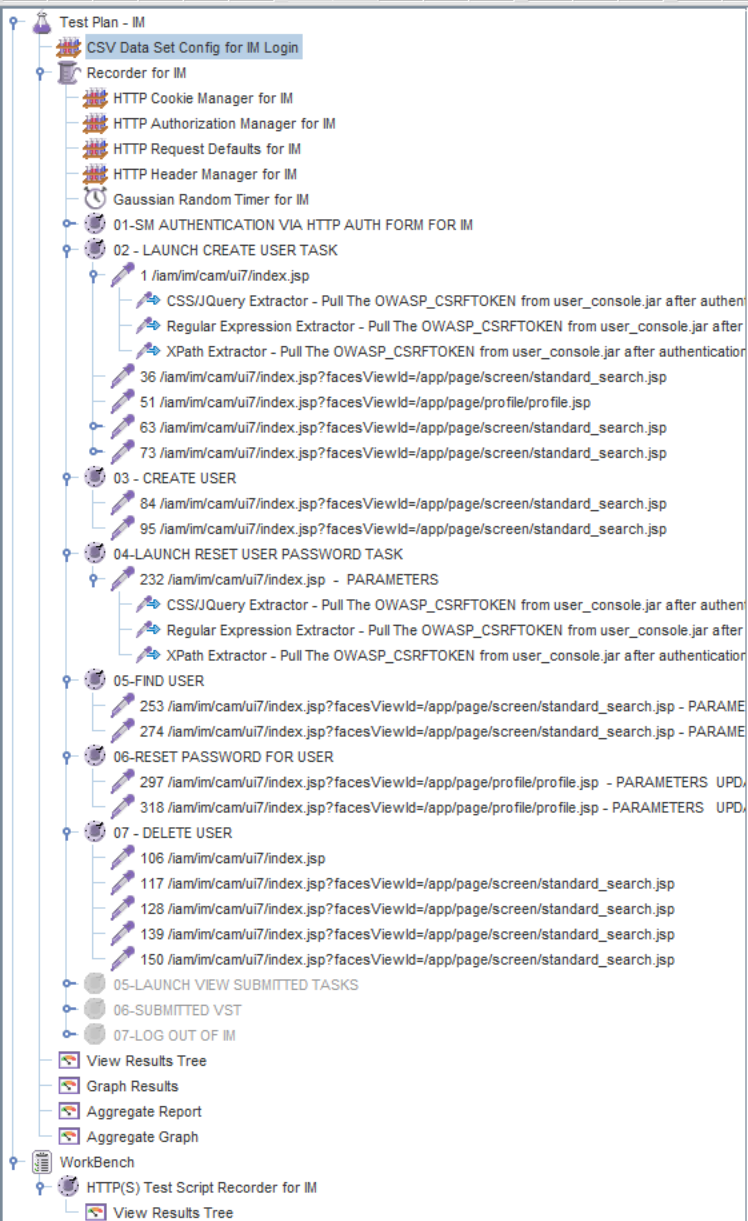 Test Plan - IM
CSV Data Set Config for IM Login
Recorder for IM
HTTP Cookie Manager for IM
HTTP Authorization Manager for IM
HTTP Request Defaults for IM
HTTP Header Manager for IM
Gaussian Random Timer for IM
01-SM AUTHENTICATION VIA HTTP AUTH FORM FOR IM
02 - LAUNCH CREATE USER TASK
1 /iam/im/cam/ui7/index.jsp
CSS/JQuery Extractor - Pull The OWASP_CSRFTOKEN from user_console.jar after authen
Regular Expression Extractor - Pull The OWASP_CSRFTOKEN from user_console.jar after
XPath Extractor - Pull The OWASP_CSRFTOKEN from user_console.jar after authentication
36 /iam/im/cam/ui7/index.jsp?facesViewId=/app/page/screen/standard_search.jsp
51 /iam/im/cam/ui7/index.jsp?facesViewId=/app/page/profile/profile.jsp
63 /iam/im/cam/ui7/index.jsp?facesViewId=/app/page/screen/standard_search.jsp
73 /iam/im/cam/ui7/index.jsp?facesViewId=/app/page/screen/standard_search.jsp
03 - CREATE USER
84 /iam/im/cam/ui7/index.jsp?facesViewId=/app/page/screen/standard_search.jsp
95 /iam/im/cam/ui7/index.jsp?facesViewId=/app/page/screen/standard_search.jsp
04-LAUNCH RESET USER PASSWORD TASK
232 /iam/im/cam/ui7/index.jsp - PARAMETERS
CSS/JQuery Extractor - Pull The OWASP_CSRFTOKEN from user_console.jar after authen
Regular Expression Extractor - Pull The OWASP_CSRFTOKEN from user_console.jar after
XPath Extractor - Pull The OWASP_CSRFTOKEN from user_console.jar after authentication
05-FIND USER
253 /iam/im/cam/ui7/index.jsp?facesViewId=/app/page/screen/standard_search.jsp - PARAME
274 /iam/im/cam/ui7/index.jsp?facesViewId=/app/page/screen/standard_search.jsp - PARAME
06-RESET PASSWORD FOR USER
297 /iam/im/cam/ui7/index.jsp?facesViewId=/app/page/profile/profile.jsp - PARAMETERS UPDA
318 /iam/im/cam/ui7/index.jsp?facesViewId=/app/page/profile/profile.jsp - PARAMETERS UPDA
07 - DELETE USER
106 /iam/im/cam/ui7/index.jsp
117 /iam/im/cam/ui7/index.jsp?facesViewId=/app/page/screen/standard_search.jsp
128 /iam/im/cam/ui7/index.jsp?facesViewId=/app/page/screen/standard_search.jsp
139 /iam/im/cam/ui7/index.jsp?facesViewId=/app/page/screen/standard_search.jsp
150 /iam/im/cam/ui7/index.jsp?facesViewId=/app/page/screen/standard_search.jsp
05-LAUNCH VIEW SUBMITTED TASKS
06-SUBMITTED VST
07-LOG OUT OF IM
View Results Tree
Graph Results
Aggregate Report
Aggregate Graph
WorkBench
HTTP(S) Test Script Recorder for IM
View Results Tree